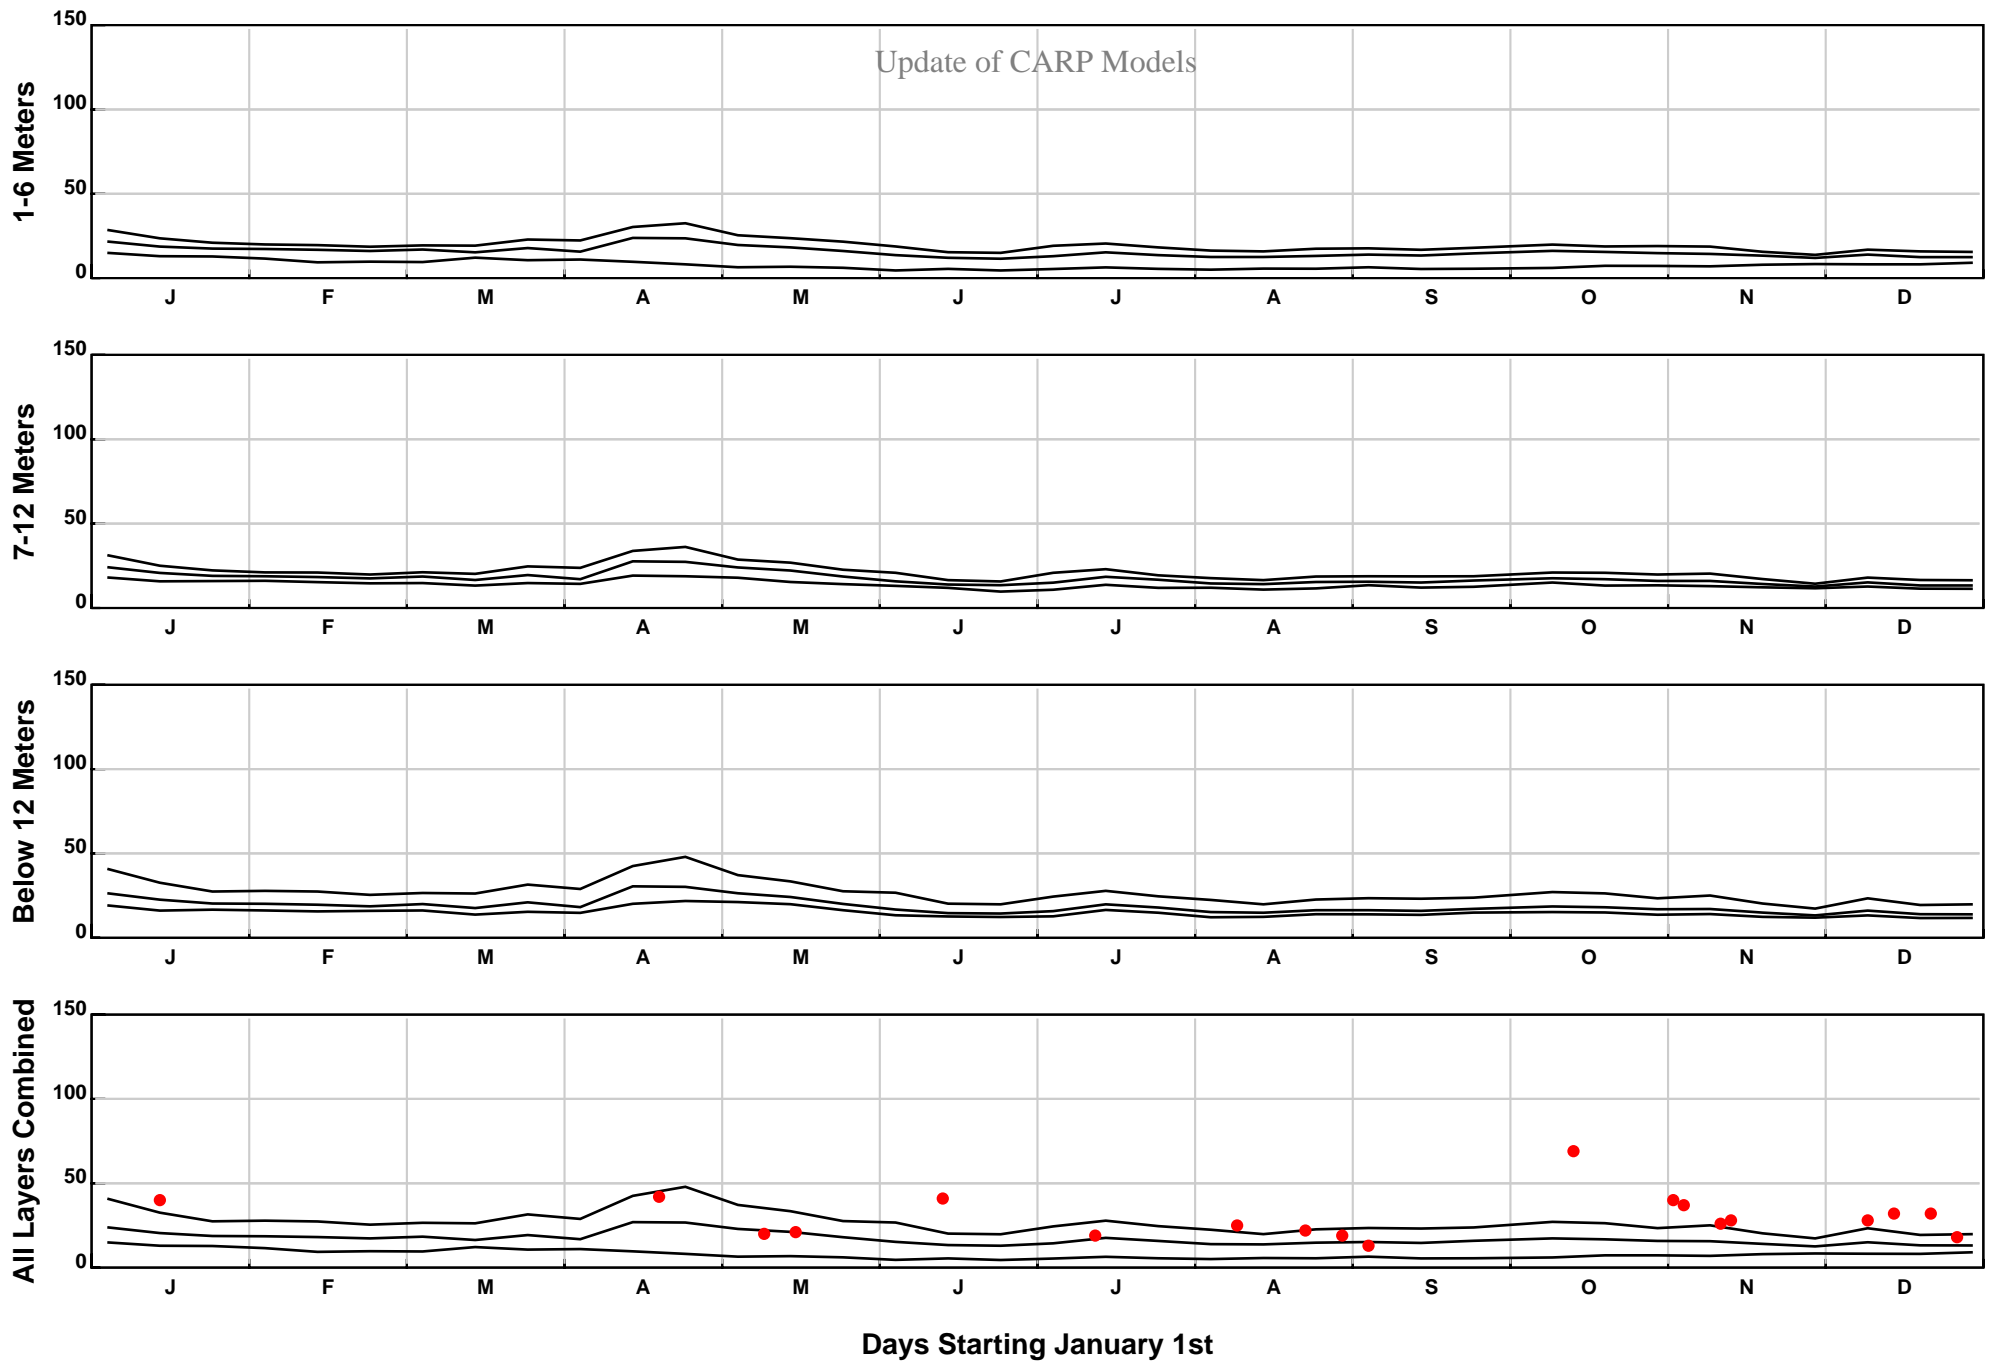 Update of CARP Models
1-6 Meters
150
100
50
0
J F M A M J J A S O N D
7-12 Meters
150
100
50
0
J F M A M J J A S O N D
Below 12 Meters
150
100
50
0
J F M A M J J A S O N D
All Layers Combined
150
100
50
0
J F M A M J J A S O N D
Days Starting January 1st